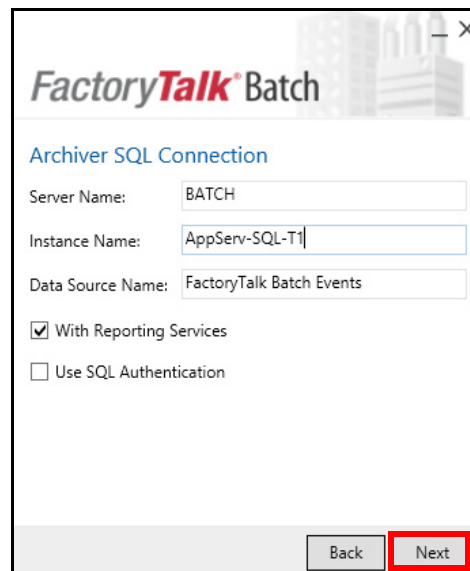 FactoryTalk® Batch
Archiver SQL Connection
Server Name: BATCH
Instance Name: AppServ-SQL-T1
Data Source Name: FactoryTalk Batch Events
With Reporting Services
Use SQL Authentication
Back Next